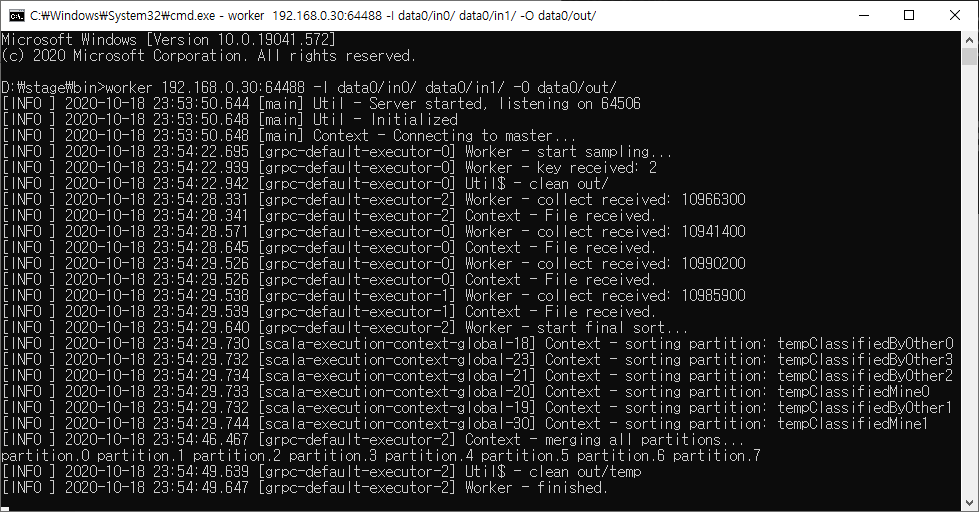 C:₩Windows₩System32₩cmd.exe - worker  192.168.0.30:64488 -I data0/in0/ data0/in1/ -O data0/out/
Microsoft Windows [Version 10.0.19041.572]
(c) 2020 Microsoft Corporation. All rights reserved.
D:₩stage₩bin>worker 192.168.0.30:64488 -I data0/in0/ data0/in1/ -O data0/out/
[INFO ] 2020-10-18 23:53:50.644 [main] Util - Server started, listening on 64506
[INFO ] 2020-10-18 23:53:50.648 [main] Util - Initialized
[INFO ] 2020-10-18 23:53:50.648 [main] Context - Connecting to master...
[INFO ] 2020-10-18 23:54:22.695 [grpc-default-executor-0] Worker - start sampling...
[INFO ] 2020-10-18 23:54:22.939 [grpc-default-executor-0] Worker - key received: 2
[INFO ] 2020-10-18 23:54:22.942 [grpc-default-executor-0] Util$ - clean out/
[INFO ] 2020-10-18 23:54:28.331 [grpc-default-executor-2] Worker - collect received: 10966300
[INFO ] 2020-10-18 23:54:28.341 [grpc-default-executor-2] Context - File received.
[INFO ] 2020-10-18 23:54:28.571 [grpc-default-executor-0] Worker - collect received: 10941400
[INFO ] 2020-10-18 23:54:28.645 [grpc-default-executor-0] Context - File received.
[INFO ] 2020-10-18 23:54:29.526 [grpc-default-executor-0] Worker - collect received: 10990200
[INFO ] 2020-10-18 23:54:29.526 [grpc-default-executor-0] Context - File received.
[INFO ] 2020-10-18 23:54:29.538 [grpc-default-executor-1] Worker - collect received: 10985900
[INFO ] 2020-10-18 23:54:29.539 [grpc-default-executor-1] Context - File received.
[INFO ] 2020-10-18 23:54:29.640 [grpc-default-executor-2] Worker - start final sort...
[INFO ] 2020-10-18 23:54:29.730 [scala-execution-context-global-18] Context - sorting partition: tempClassifiedByOther0
[INFO ] 2020-10-18 23:54:29.732 [scala-execution-context-global-23] Context - sorting partition: tempClassifiedByOther3
[INFO ] 2020-10-18 23:54:29.734 [scala-execution-context-global-21] Context - sorting partition: tempClassifiedByOther2
[INFO ] 2020-10-18 23:54:29.733 [scala-execution-context-global-20] Context - sorting partition: tempClassifiedMine0
[INFO ] 2020-10-18 23:54:29.732 [scala-execution-context-global-19] Context - sorting partition: tempClassifiedByOther1
[INFO ] 2020-10-18 23:54:29.744 [scala-execution-context-global-30] Context - sorting partition: tempClassifiedMine1
[INFO ] 2020-10-18 23:54:46.467 [grpc-default-executor-2] Context - merging all partitions...
partition.0 partition.1 partition.2 partition.3 partition.4 partition.5 partition.6 partition.7
[INFO ] 2020-10-18 23:54:49.639 [grpc-default-executor-2] Util$ - clean out/temp
[INFO ] 2020-10-18 23:54:49.647 [grpc-default-executor-2] Worker - finished.